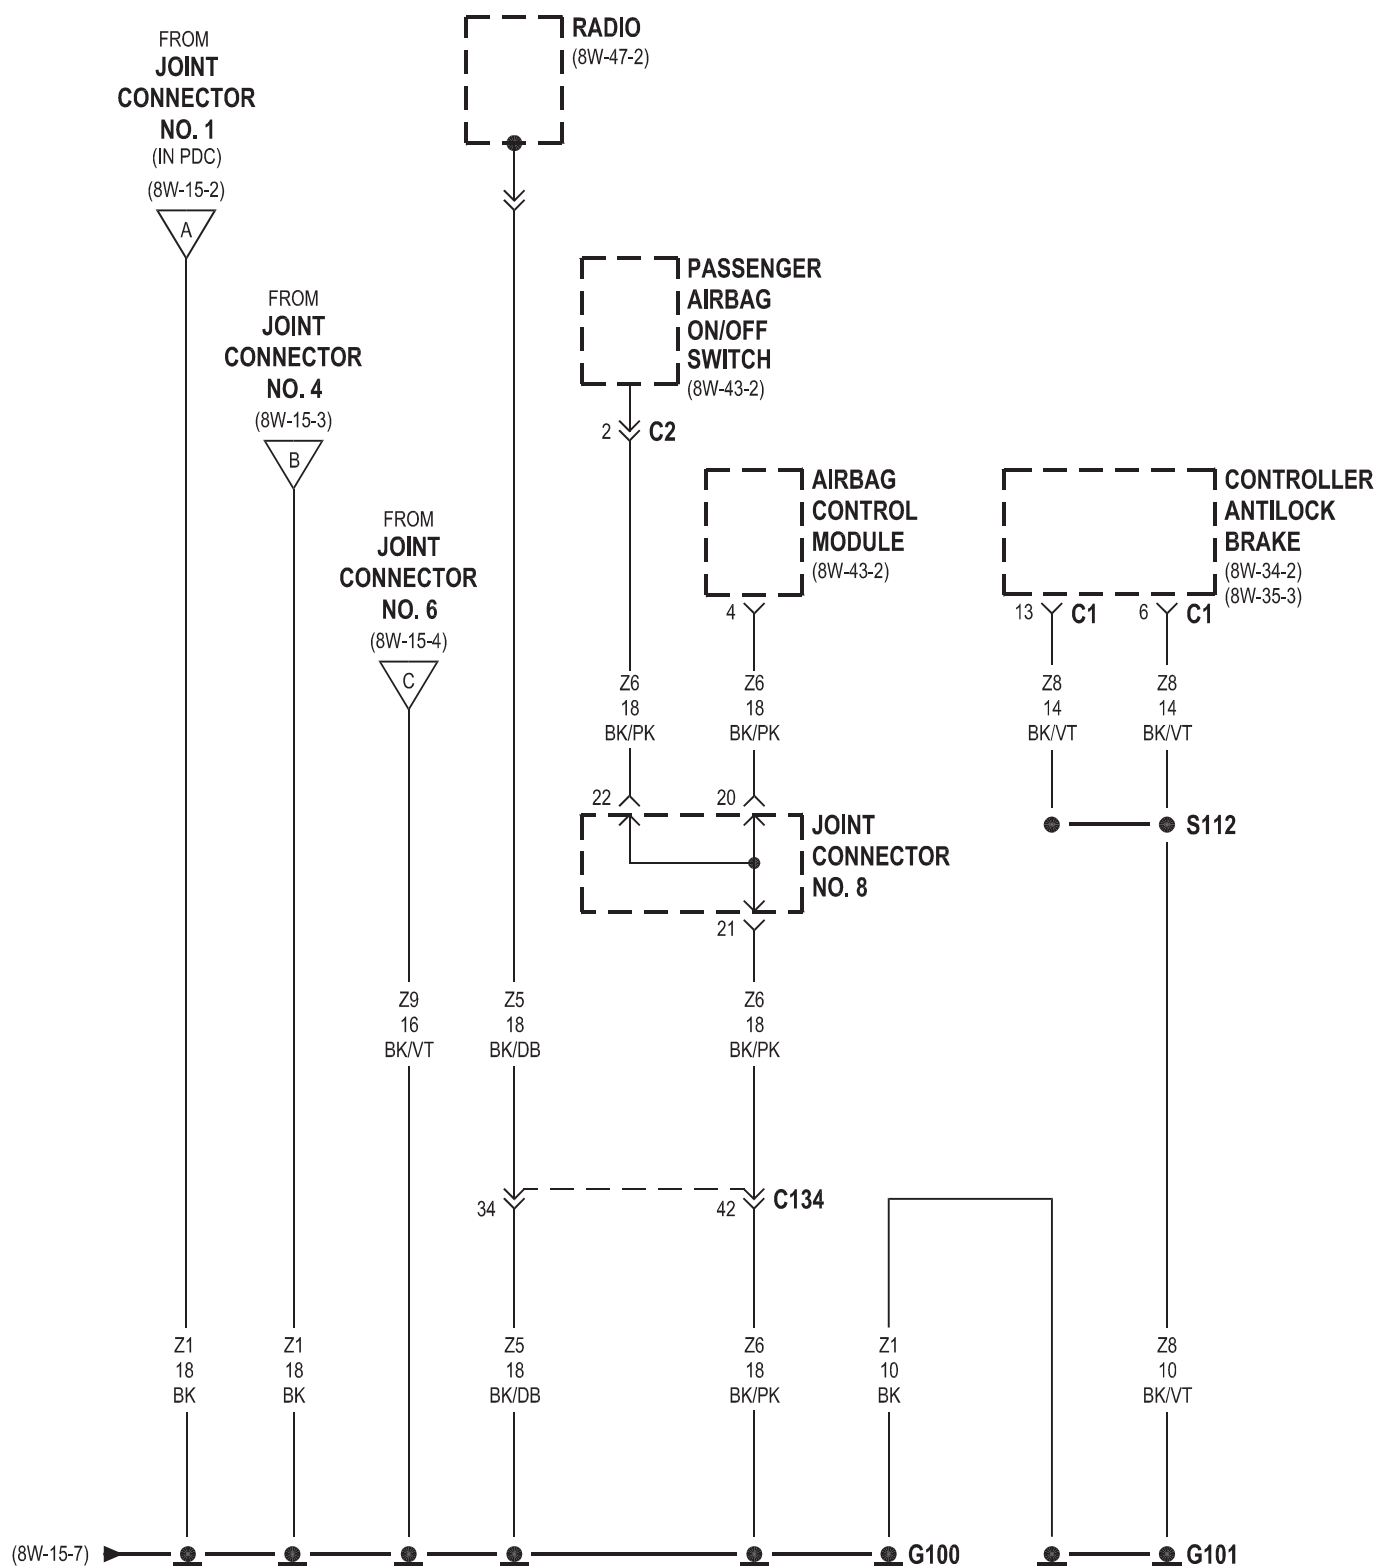 FROM
JOINT
CONNECTOR
NO. 1
(IN PDC)
(8W-15-2)
A
RADIO
(8W-47-2)
FROM
JOINT
CONNECTOR
NO. 4
(8W-15-3)
B
PASSENGER
AIRBAG
ON/OFF
SWITCH
(8W-43-2)
2 C2
FROM
JOINT
CONNECTOR
NO. 6
(8W-15-4)
C
AIRBAG
CONTROL
MODULE
(8W-43-2)
4
CONTROLLER
ANTILOCK
BRAKE
(8W-34-2)
(8W-35-3)
13 C1 6 C1
Z6 Z6 Z8 Z8
18 18 14 14
BK/PK BK/PK BK/VT BK/VT
22 20
JOINT
CONNECTOR
NO. 8
21
S112
Z9 Z5 Z6
16 18 18
BK/VT BK/DB BK/PK
34 42 C134
Z1 Z1 Z5 Z6 Z1 Z8
18 18 18 18 10 10
BK BK BK/DB BK/PK BK BK/VT
(8W-15-7) G100 G101